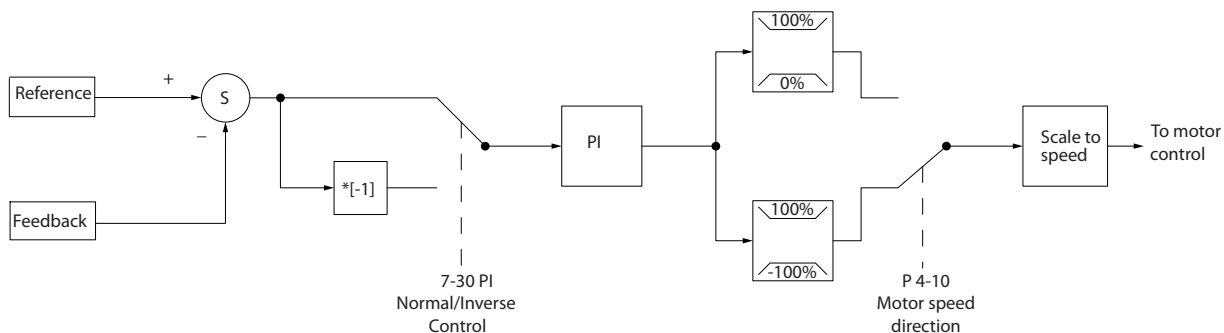 100%
0%
Reference
+
S
–
*[-1]
Feedback
7-30 PI
Normal/Inverse
Control
PI
100%
-100%
P 4-10
Motor speed
direction
Scale to
speed
To motor
control